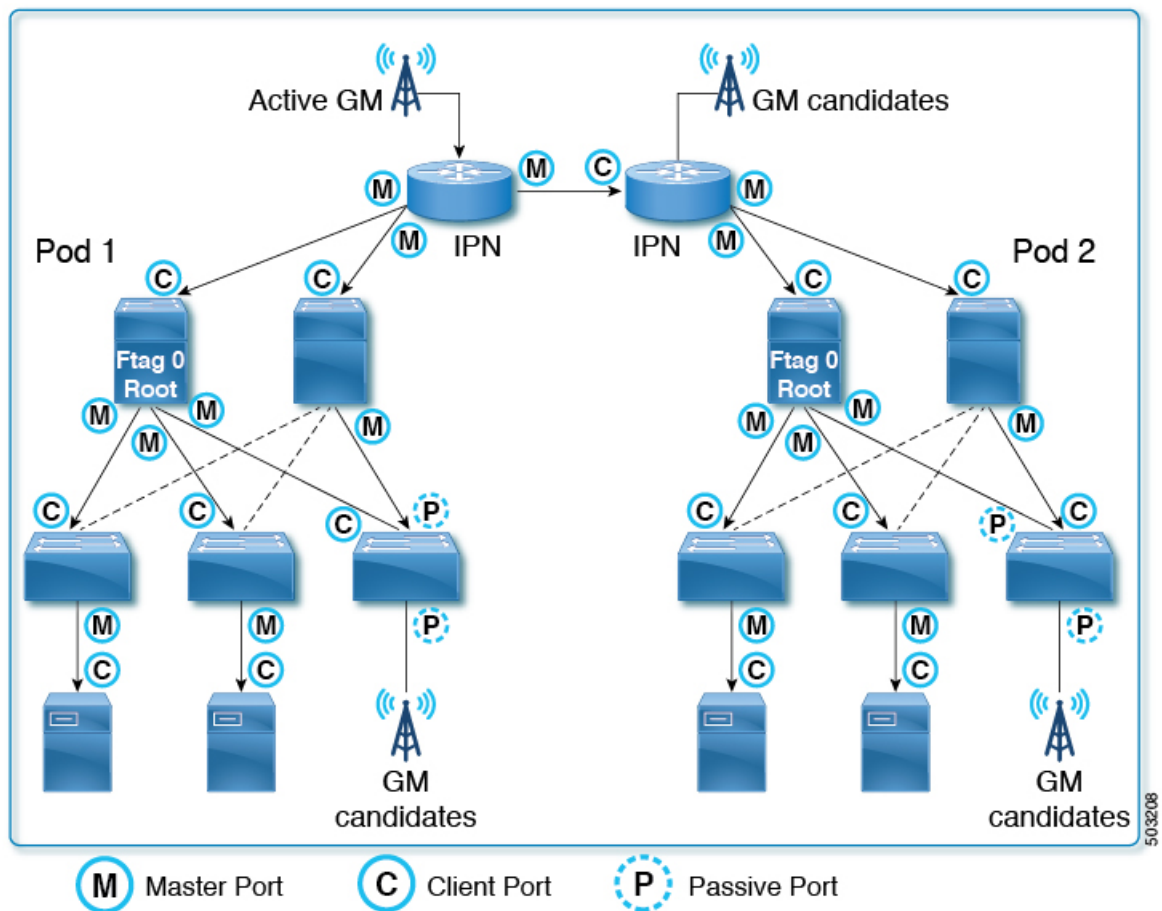 Active GM
GM candidates
M
C
M
M
M
M
IPN
IPN
Pod 1
Pod 2
C
C
C
C
Ftag 0
Root
Ftag 0
Root
M
M
M
M
M
M
M
M
C
C
C
P
C
C
P
C
M
M
P
M
M
P
C
C
C
C
GM
candidates
GM
candidates
503208
M Master Port
C Client Port
P Passive Port